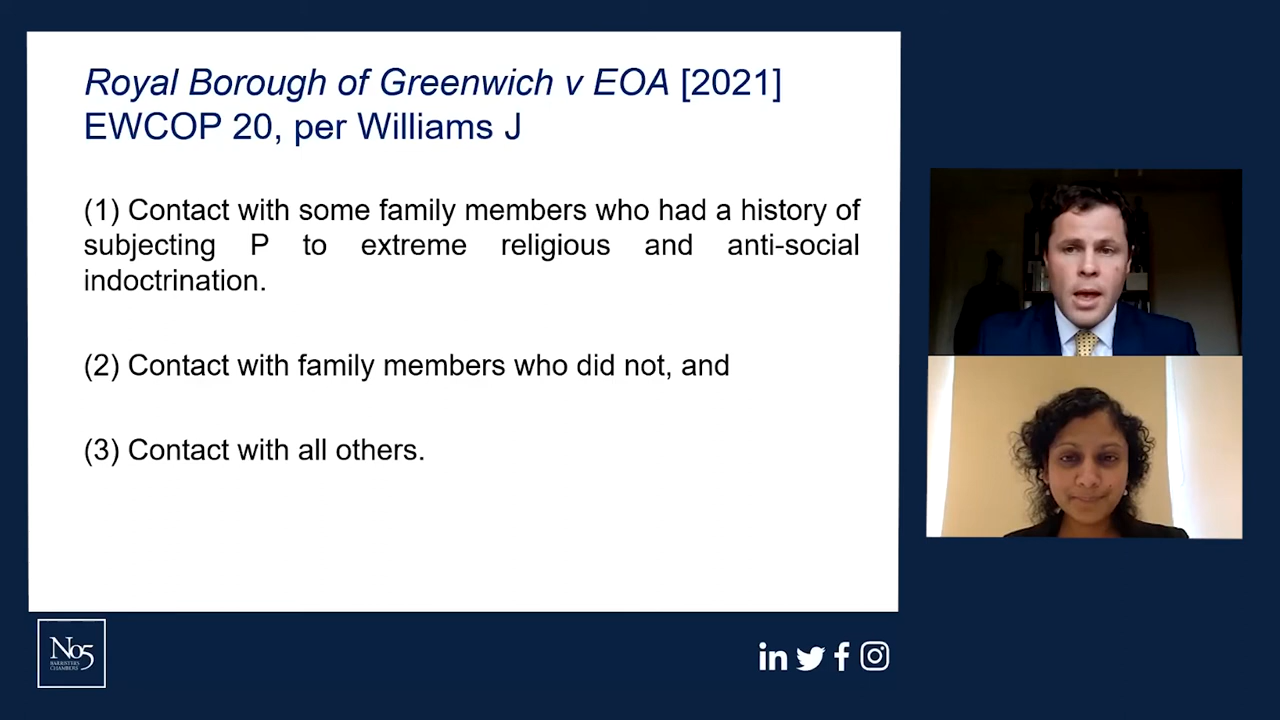 Royal Borough of Greenwich v EOA [2021]
EWCOP 20, per Williams J
(1) Contact with some family members who had a history of
subjecting P to extreme religious and anti-social
indoctrination.
(2) Contact with family members who did not, and
(3) Contact with all others.
No5
BARRISTERS
CHAMBERS
in